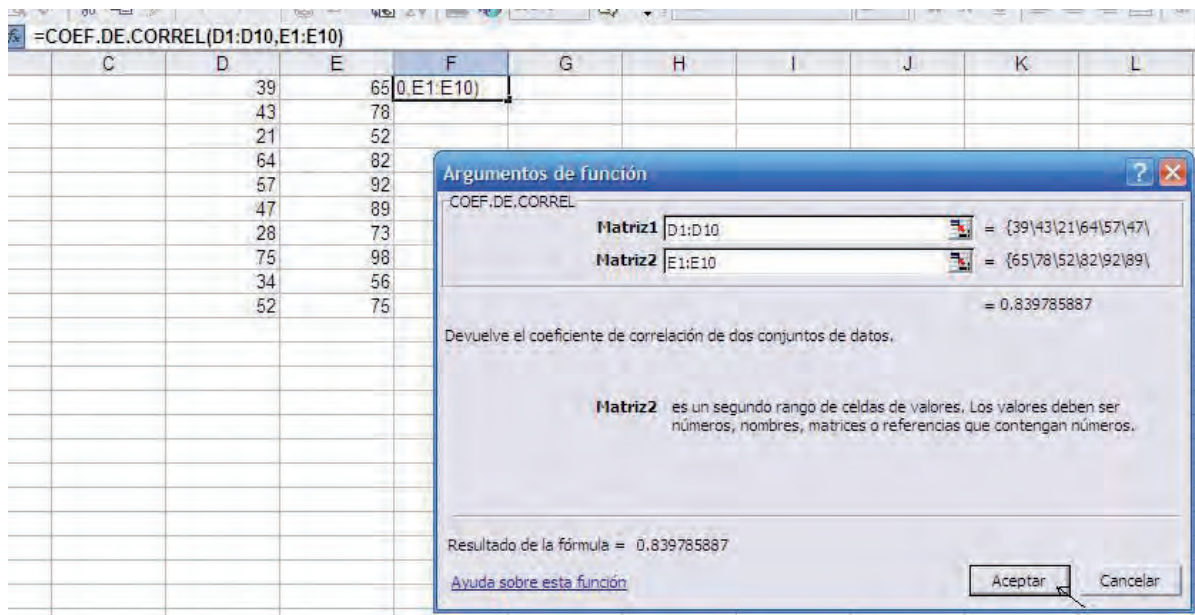 =COEF.DE.CORREL(D1:D10,E1:E10)
C D E F G H I J K L
39 65 0,E1:E10)
43 78
21 52
64 82
57 92
47 89
28 73
75 98
34 56
52 75
Argumentos de función
COEF.DE.CORREL
Matriz1 D1:D10 = {39\43\21\64\57\47\
Matriz2 E1:E10 = {65\78\52\82\92\89\
= 0.839785887
Devuelve el coeficiente de correlación de dos conjuntos de datos.
Matriz2 es un segundo rango de celdas de valores. Los valores deben ser
números, nombres, matrices o referencias que contengan números.
Resultado de la fórmula = 0.839785887
Ayuda sobre esta función Aceptar Cancelar